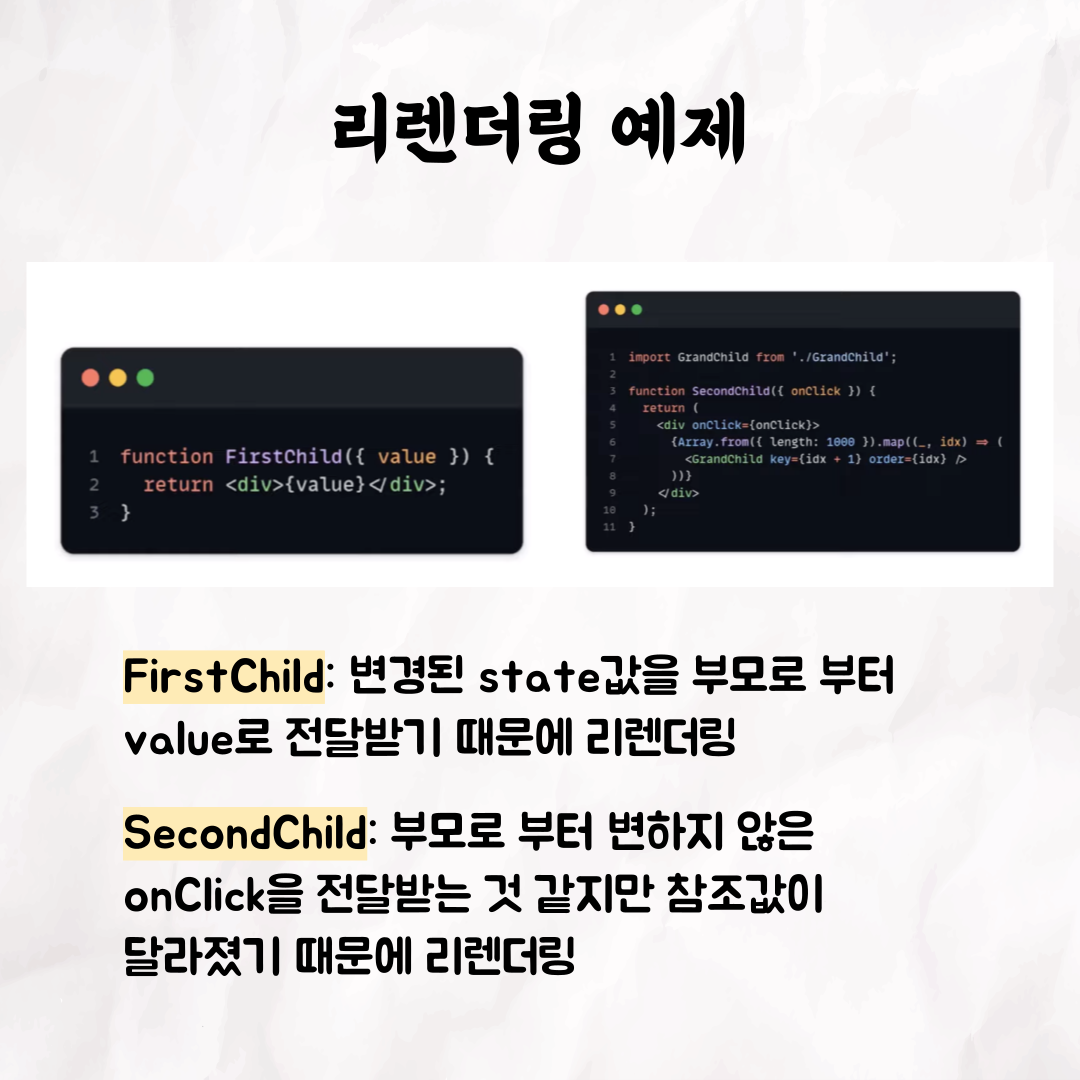 리렌더링 예제
1 function FirstChild({ value }) {
2 return <div>{value}</div>;
3 }
1 import GrandChild from './GrandChild';
2
3 function SecondChild({ onClick }) {
4 return (
5 <div onClick={onClick}>
6 {Array.from({ length: 1000 }).map((_, idx) => (
7 <GrandChild key={idx + 1} order={idx} />
8 ))}
9 </div>
10 );
11 }
FirstChild: 변경된 state값을 부모로 부터
value로 전달받기 때문에 리렌더링
SecondChild: 부모로 부터 변하지 않은
onClick을 전달받는 것 같지만 참조값이
달라졌기 때문에 리렌더링